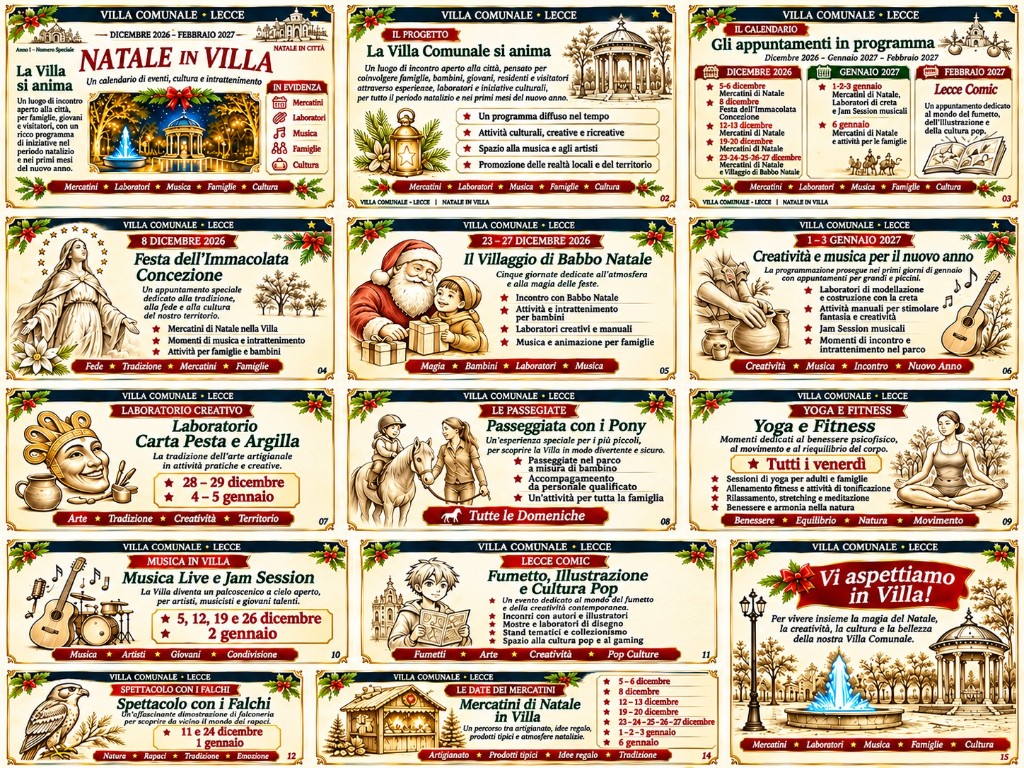 VILLA COMUNALE • LECCE
DICEMBRE 2026 – FEBBRAIO 2027
Anno I – Numero Speciale
NATALE IN CITTÀ
NATALE IN VILLA
Un calendario di eventi, cultura e intrattenimento
La Villa
si anima
Un luogo di incontro
aperto alla città,
per famiglie, giovani
e visitatori, con un
ricco programma
di iniziative nel
periodo natalizio
e nei primi mesi
del nuovo anno.
IN EVIDENZA
Mercatini
Laboratori
Musica
Famiglie
Cultura
Mercatini ★ Laboratori ★ Musica ★ Famiglie ★ Cultura
VILLA COMUNALE • LECCE
IL PROGETTO
La Villa Comunale si anima
Un luogo di incontro aperto alla città, pensato per
coinvolgere famiglie, bambini, giovani, residenti e visitatori
attraverso esperienze, laboratori e iniziative culturali,
per tutto il periodo natalizio e nei primi mesi del nuovo anno.
★ Un programma diffuso nel tempo
★ Attività culturali, creative e ricreative
★ Spazio alla musica e agli artisti
★ Promozione delle realtà locali e del territorio
Mercatini ★ Laboratori ★ Musica ★ Famiglie ★ Cultura
VILLA COMUNALE • LECCE | NATALE IN VILLA
02
VILLA COMUNALE • LECCE
IL CALENDARIO
Gli appuntamenti in programma
Dicembre 2026 – Gennaio 2027 – Febbraio 2027
DICEMBRE 2026
★ 5-6 dicembre
Mercatini di Natale
★ 8 dicembre
Festa dell'Immacolata
Concezione
★ 12-13 dicembre
Mercatini di Natale
★ 19-20 dicembre
Mercatini di Natale
★ 23-24-25-26-27 dicembre
Mercatini di Natale
e Villaggio di Babbo Natale
GENNAIO 2027
★ 1-2-3 gennaio
Mercatini di Natale,
Laboratori di creta
e Jam Session musicali
★ 6 gennaio
Mercatini di Natale
e attività per le famiglie
FEBBRAIO 2027
Lecce Comic
Un appuntamento dedicato
al mondo del fumetto,
dell'illustrazione e
della cultura pop.
Mercatini ★ Laboratori ★ Musica ★ Famiglie ★ Cultura
VILLA COMUNALE • LECCE | NATALE IN VILLA
03
VILLA COMUNALE • LECCE
8 DICEMBRE 2026
Festa dell'Immacolata
Concezione
Un appuntamento speciale
dedicato alla tradizione,
alla fede e alla cultura
del nostro territorio.
★ Mercatini di Natale nella Villa
★ Momenti di musica e intrattenimento
★ Attività per famiglie e bambini
Fede ★ Tradizione ★ Mercatini ★ Famiglie
04
VILLA COMUNALE • LECCE
23 – 27 DICEMBRE 2026
Il Villaggio di Babbo Natale
Cinque giornate dedicate all'atmosfera
e alla magia delle feste.
★ Incontro con Babbo Natale
★ Attività e intrattenimento
per bambini
★ Laboratori creativi e manuali
★ Musica e animazione per famiglie
Magia ★ Bambini ★ Laboratori ★ Musica
05
VILLA COMUNALE • LECCE
1 – 3 GENNAIO 2027
Creatività e musica per il nuovo anno
La programmazione prosegue nei primi giorni di gennaio
con appuntamenti per grandi e piccini.
★ Laboratori di modellazione
e costruzione con la creta
★ Attività manuali per stimolare
fantasia e creatività
★ Jam Session musicali
★ Momenti di incontro e
intrattenimento nel parco
Creatività ★ Musica ★ Incontro ★ Nuovo Anno
06
VILLA COMUNALE • LECCE
LABORATORIO CREATIVO
Laboratorio
Carta Pesta e Argilla
La tradizione dell'arte artigianale
in attività pratiche e creative.
★ 28 – 29 dicembre
★ 4 – 5 gennaio
Arte ★ Tradizione ★ Creatività ★ Territorio
07
VILLA COMUNALE • LECCE
LE PASSEGIATE
Passeggiata con i Pony
Un'esperienza speciale per i più piccoli,
per scoprire la Villa in modo divertente e sicuro.
★ Passeggiate nel parco
a misura di bambino
★ Accompagnamento
da personale qualificato
★ Un'attività per tutta la famiglia
Tutte le Domeniche
08
VILLA COMUNALE • LECCE
YOGA E FITNESS
Yoga e Fitness
Momenti dedicati al benessere psicofisico,
al movimento e al riequilibrio del corpo.
★ Tutti i venerdì
★ Sessioni di yoga per adulti e famiglie
★ Allenamento fitness e attività di tonificazione
★ Rilassamento, stretching e meditazione
★ Benessere e armonia nella natura
Benessere ★ Equilibrio ★ Natura ★ Movimento
09
VILLA COMUNALE • LECCE
MUSICA IN VILLA
Musica Live e Jam Session
La Villa diventa un palcoscenico a cielo aperto,
per artisti, musicisti e giovani talenti.
★ 5, 12, 19 e 26 dicembre
★ 2 gennaio
Musica ★ Artisti ★ Giovani ★ Condivisione
10
VILLA COMUNALE • LECCE
LECCE COMIC
Fumetto, Illustrazione
e Cultura Pop
Un evento dedicato al mondo del fumetto
e della creatività contemporanea.
★ Incontri con autori e illustratori
★ Mostre e laboratori di disegno
★ Stand tematici e collezionismo
★ Spazio alla cultura pop e al gaming
Fumetti ★ Arte ★ Creatività ★ Pop Culture
11
VILLA COMUNALE • LECCE
Vi aspettiamo
in Villa!
Per vivere insieme la magia del Natale,
la creatività, la cultura e la bellezza
della nostra Villa Comunale.
Mercatini ★ Laboratori ★ Musica ★ Famiglie ★ Cultura
15
VILLA COMUNALE • LECCE
SPETTACOLO CON I FALCHI
Spettacolo con i Falchi
Un'affascinante dimostrazione di falconeria
per scoprire da vicino il mondo dei rapaci.
★ 11 e 24 dicembre
1 gennaio
Natura ★ Rapaci ★ Tradizione ★ Emozione
12
VILLA COMUNALE • LECCE
LE DATE DEI MERCATINI
Mercatini di Natale
in Villa
Un percorso tra artigianato, idee regalo,
prodotti tipici e atmosfere natalizie.
★ 5 – 6 dicembre
★ 8 dicembre
★ 12 – 13 dicembre
★ 19 – 20 dicembre
★ 23 – 24 – 25 – 26 – 27 dicembre
★ 1 – 2 – 3 gennaio
★ 6 gennaio
Artigianato ★ Prodotti tipici ★ Idee regalo ★ Tradizione
14